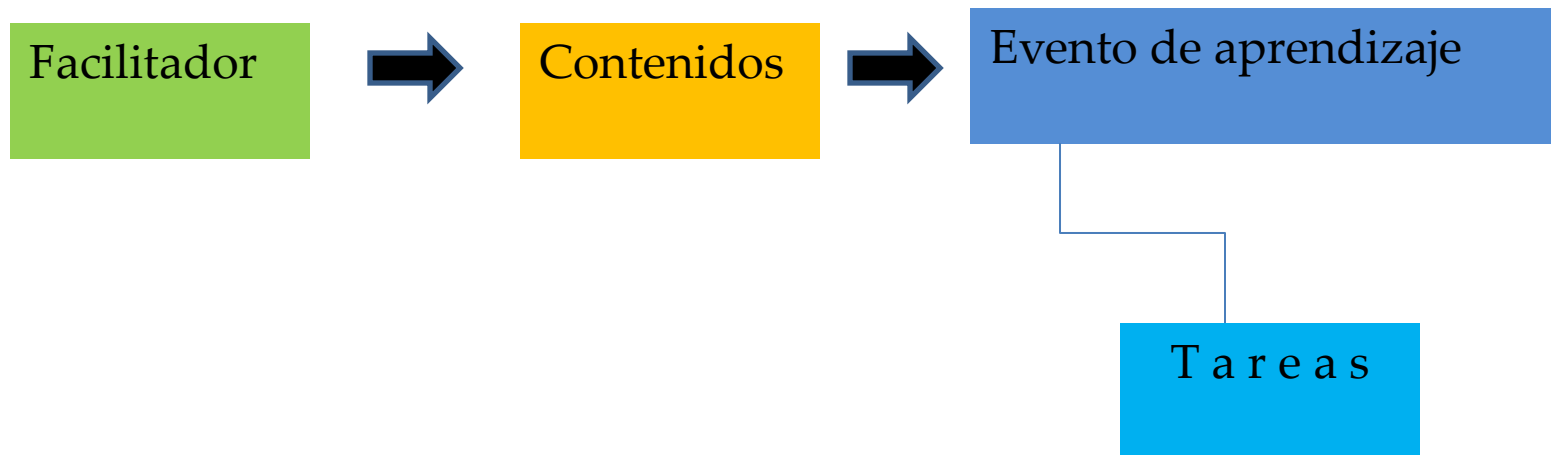 Facilitador
Contenidos
Evento de aprendizaje
T a r e a s